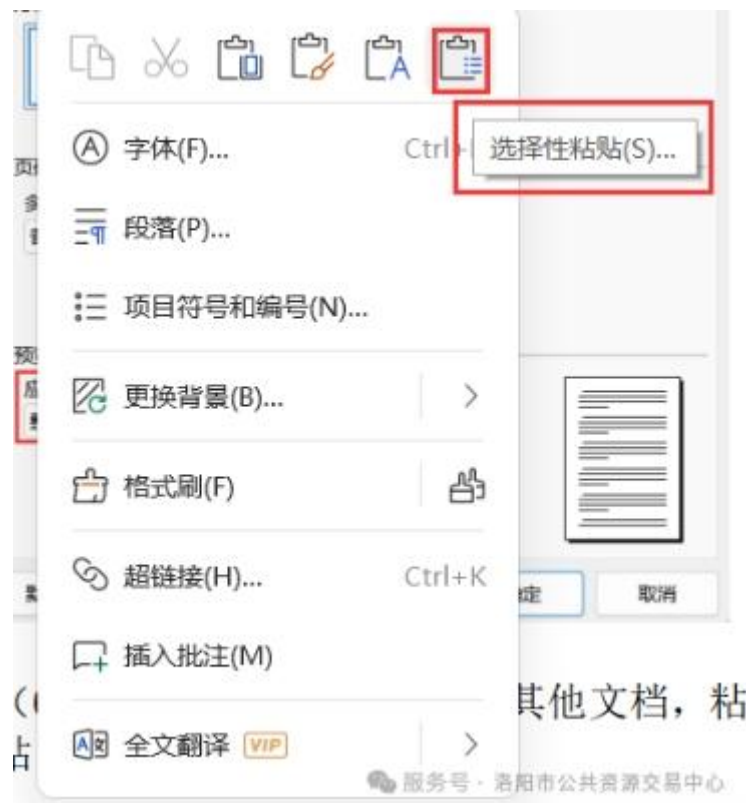 字体(F)...
Ctrl+
选择性粘贴(S)...
段落(P)...
项目符号和编号(N)...
更换背景(B)...
格式刷(F)
超链接(H)...
Ctrl+K
取消
插入批注(M)
其他文档，粘
全文翻译 VIP
服务号 · 洛阳市公共资源交易中心